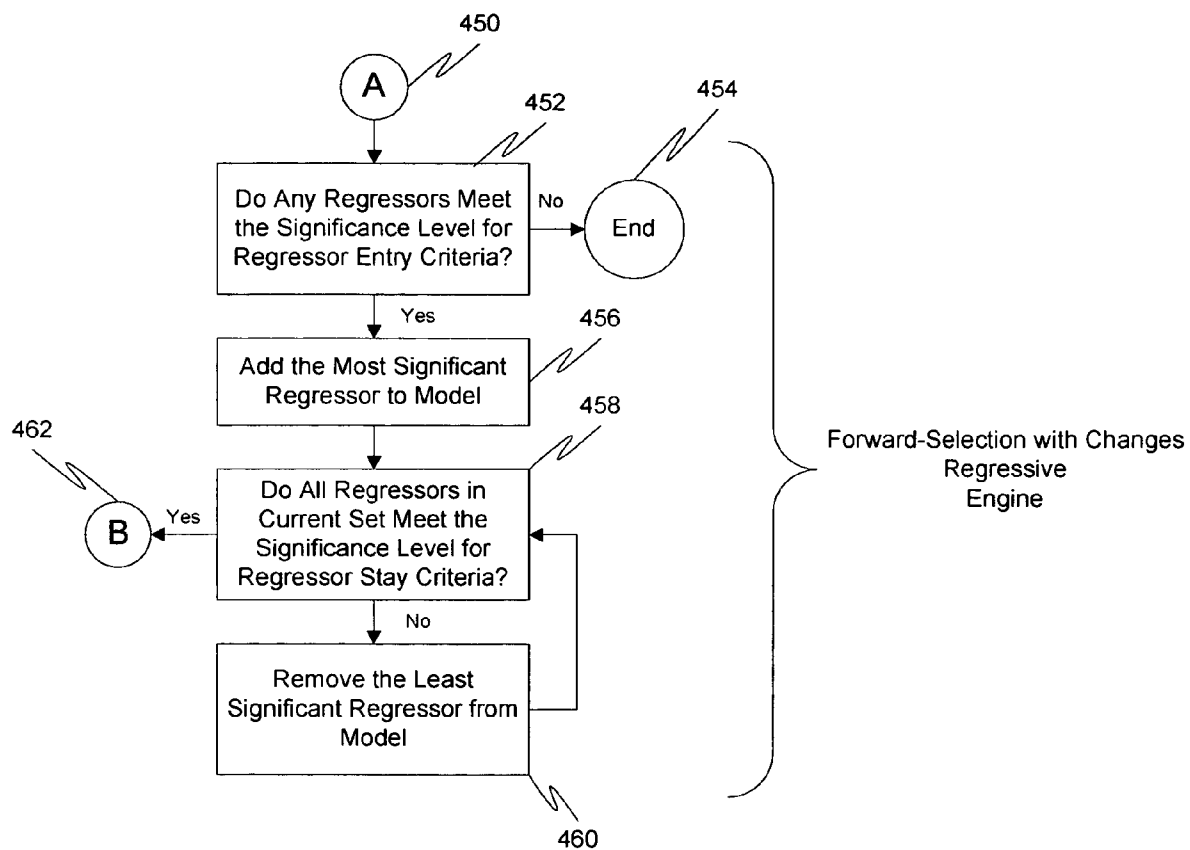 450
A
452
454
Do Any Regressors Meet
the Significance Level for
Regressor Entry Criteria?
No
End
Yes
456
Add the Most Significant
Regressor to Model
458
462
Do All Regressors in
Current Set Meet the
Significance Level for
Regressor Stay Criteria?
Yes
B
No
Remove the Least
Significant Regressor from
Model
460
Forward-Selection with Changes
Regressive
Engine